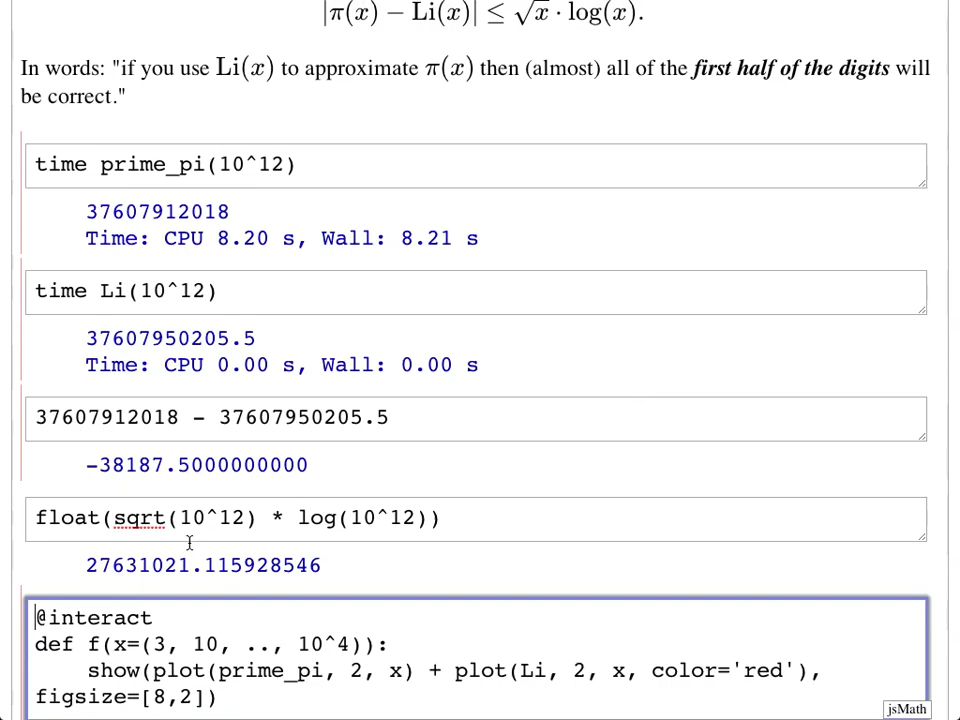 |π(x) − Li(x)| ≤ √x · log(x).
In words: "if you use Li(x) to approximate π(x) then (almost) all of the first half of the digits will
be correct."
time prime_pi(10^12)
37607912018
Time: CPU 8.20 s, Wall: 8.21 s
time Li(10^12)
37607950205.5
Time: CPU 0.00 s, Wall: 0.00 s
37607912018 - 37607950205.5
-38187.5000000000
float(sqrt(10^12) * log(10^12))
27631021.115928546
@interact
def f(x=(3, 10, .., 10^4)):
    show(plot(prime_pi, 2, x) + plot(Li, 2, x, color='red'),
figsize=[8,2])
jsMath